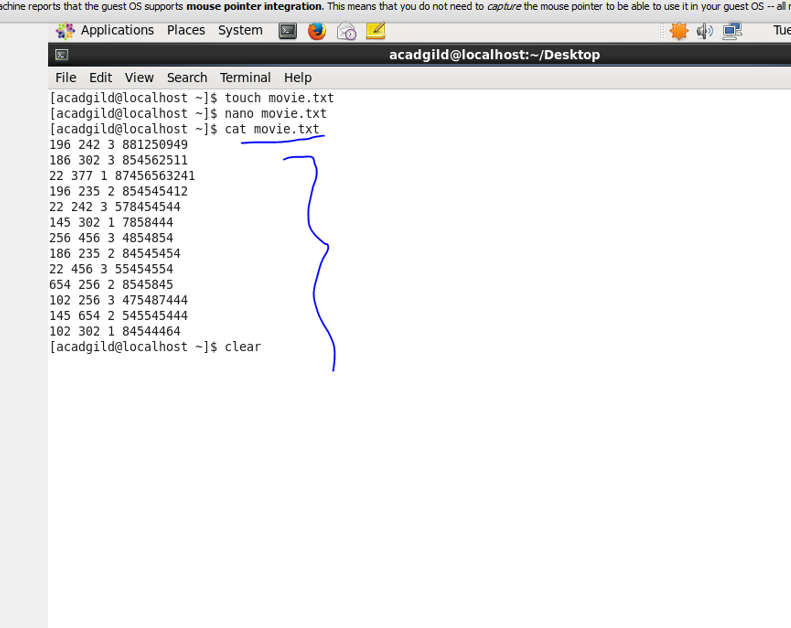 achine reports that the guest OS supports mouse pointer integration. This means that you do not need to capture the mouse pointer to be able to use it in your guest OS -- all
Applications Places System Tue
acadgild@localhost:~/Desktop
File Edit View Search Terminal Help
[acadgild@localhost ~]$ touch movie.txt
[acadgild@localhost ~]$ nano movie.txt
[acadgild@localhost ~]$ cat movie.txt
196 242 3 881250949
186 302 3 854562511
22 377 1 87456563241
196 235 2 854545412
22 242 3 578454544
145 302 1 7858444
256 456 3 4854854
186 235 2 84545454
22 456 3 55454554
654 256 2 8545845
102 256 3 475487444
145 654 2 545545444
102 302 1 84544464
[acadgild@localhost ~]$ clear